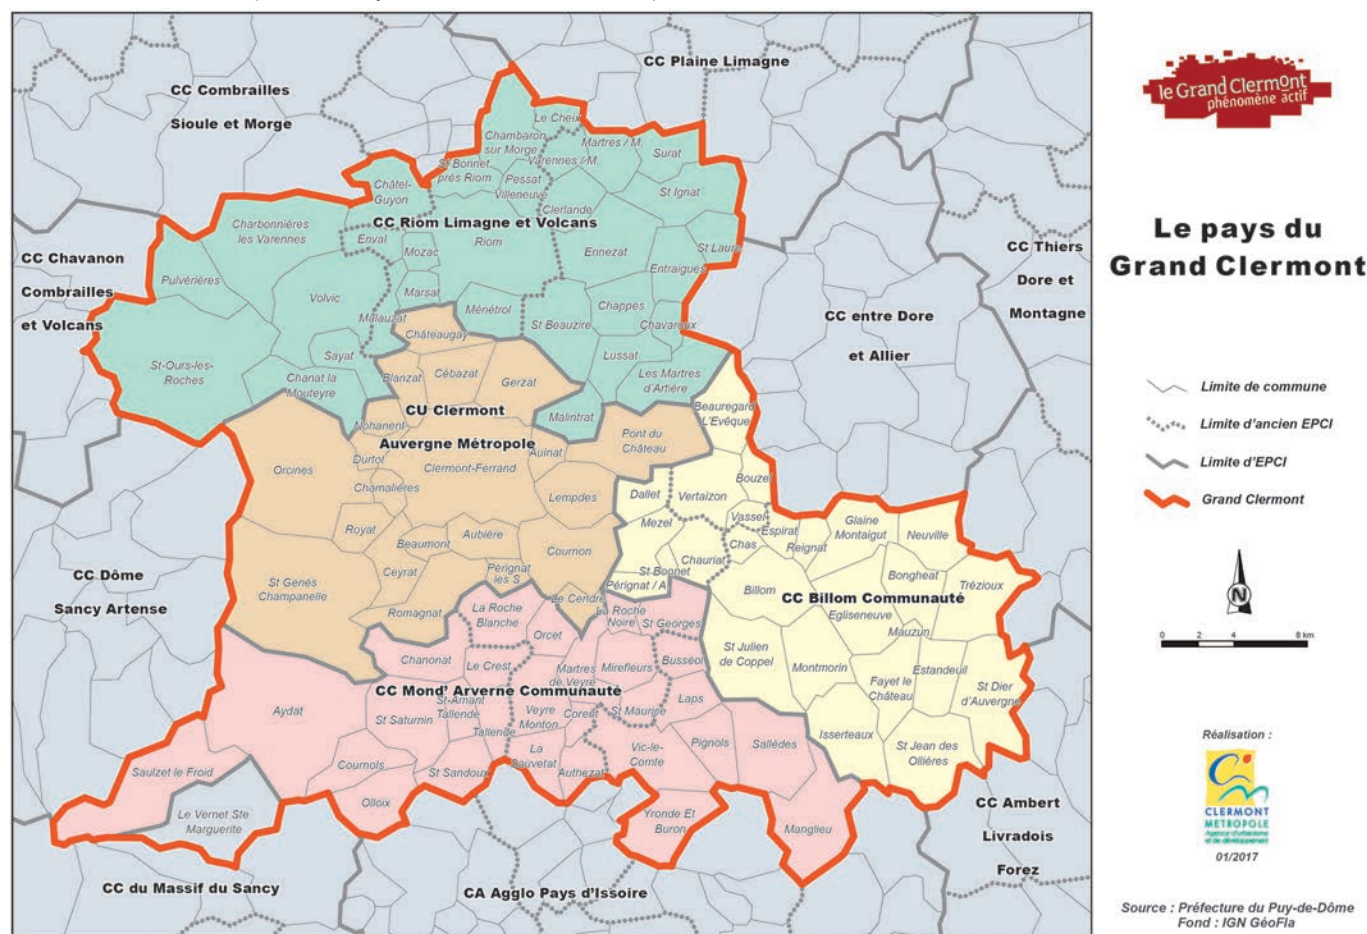 CC Plaine Limagne
CC Combrailles
Sioule et Morge
Le Cheix
Chambaron
sur Morge
Martres / M.
Varennes / M.
Surat
St Bonnet
près Riom
Pessat
Villeneuve
Châtel-
Guyon
St Ignat
Clerlande
CC Riom Limagne et Volcans
Charbonnières
les Varennes
Enval
Riom
Mozac
Ennezat
St Laure
Entraigues
CC Chavanon
Combrailles
et Volcans
Pulvérières
Volvic
Marsat
Ménétrol
Chappes
Malauzat
St Beauzire
Chavaroux
Châteaugay
Sayat
Lussat
St-Ours-les-
Roches
Chanat la
Mouteyre
Blanzat
Cébazat
Gerzat
Les Martres
d'Artière
CC entre Dore
et Allier
CC Thiers
Dore et
Montagne
CU Clermont
Auvergne Métropole
Malintrat
Beauregard
L'Evêque
Nohanent
Pont du
Château
Durtol
Aulnat
Orcines
Clermont-Ferrand
Chamalières
Lempdes
Dallet
Vertaizon
Bouzel
Mezel
Vassel
Espirat
Glaine
Montaigut
Neuville
Royat
Beaumont
Aubière
Cournon
Chas
Reignat
Chauriat
St Bonnet
Ceyrat
Pérignat
les S.
Pérignat / A
Billom
Bongheat
Trézioux
CC Dôme
Sancy Artense
St Genés
Champanelle
CC Billom Communauté
Romagnat
Le Cendre
La Roche
Blanche
La Roche
Noire
St Georges
Egliseneuve
Mauzun
Orcet
Chanonat
Le Crest
Martres
de Veyre
Mirefleurs
Busséol
St Julien
de Coppel
Montmorin
Estandeuil
Fayet le
Château
St Dier
d'Auvergne
CC Mond' Arverne Communauté
St-Amant
Tallende
Laps
Aydat
St Saturnin
Veyre
Monton
Corent
St Maurice
Tallende
Isserteaux
La
Sauvetat
Vic-le-
Comte
Pignols
Sallèdes
St Jean des
Ollières
Saulzet le Froid
Cournols
St Sandoux
Authezat
Olloix
Le Vernet Ste
Marguerite
Yronde Et
Buron
Manglieu
CC Ambert
Livradois
Forez
CC du Massif du Sancy
CA Agglo Pays d'Issoire
le Grand Clermont
phénomène actif
Le pays du
Grand Clermont
Limite de commune
Limite d'ancien EPCI
Limite d'EPCI
Grand Clermont
N
0 2 4 8 km
Réalisation :
CLERMONT
METROPOLE
Agence d'urbanisme
et de développement
01/2017
Source : Préfecture du Puy-de-Dôme
Fond : IGN GéoFla